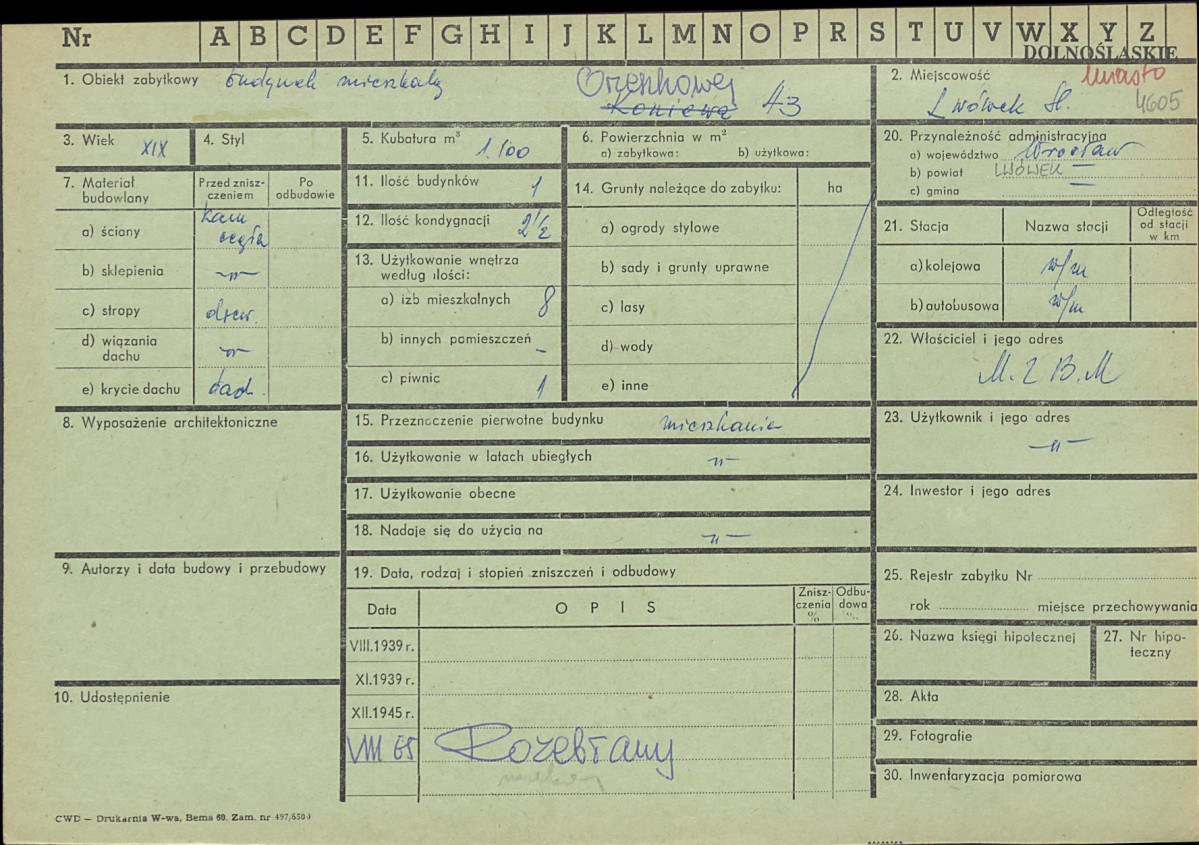 Nr A B C D E F G H I J K L M N O P R S T U V W X Y Z
DOLNOŚLĄSKIE
1. Obiekt zabytkowy budynek mieszkalny Orzeszkowej 43
2. Miejscowość miasto
Lwówek Śl. 4605
3. Wiek XIX
4. Styl
5. Kubatura m³ 1.100
6. Powierzchnia w m²
a) zabytkowa: b) użytkowa:
20. Przynależność administracyjna
a) województwo Wrocław
b) powiat LWÓWEK
c) gmina —
7. Materiał budowlany
Przed zniszczeniem
Po odbudowie
a) ściany kam cegła
b) sklepienia —"—
c) stropy drew.
d) wiązania dachu —"—
e) krycie dachu dach.
11. Ilość budynków 1
12. Ilość kondygnacji 2 1/2
13. Użytkowanie wnętrza
według ilości:
a) izb mieszkalnych 8
b) innych pomieszczeń –
c) piwnic 1
14. Grunty należące do zabytku: ha
a) ogrody stylowe
b) sady i grunty uprawne
c) lasy
d) wody
e) inne
21. Stacja Nazwa stacji Odległość od stacji w km
a) kolejowa w/m
b) autobusowa w/m
22. Właściciel i jego adres
M.Z B.M
8. Wyposażenie architektoniczne
15. Przeznaczenie pierwotne budynku mieszkania
16. Użytkowanie w latach ubiegłych —"—
17. Użytkowanie obecne
18. Nadaje się do użycia na —"—
23. Użytkownik i jego adres
—"—
24. Inwestor i jego adres
9. Autorzy i data budowy i przebudowy
19. Data, rodzaj i stopień zniszczeń i odbudowy
Data OPIS Zniszczenia % Odbudowa %
VIII.1939 r.
XI.1939 r.
XII.1945 r.
VIII 65 Rozebrany
10. Udostępnienie
25. Rejestr zabytku Nr
rok miejsce przechowywania
26. Nazwa księgi hipotecznej
27. Nr hipoteczny
28. Akta
29. Fotografie
30. Inwentaryzacja pomiarowa
CWD — Drukarnia W-wa, Bema 60. Zam. nr 497/650